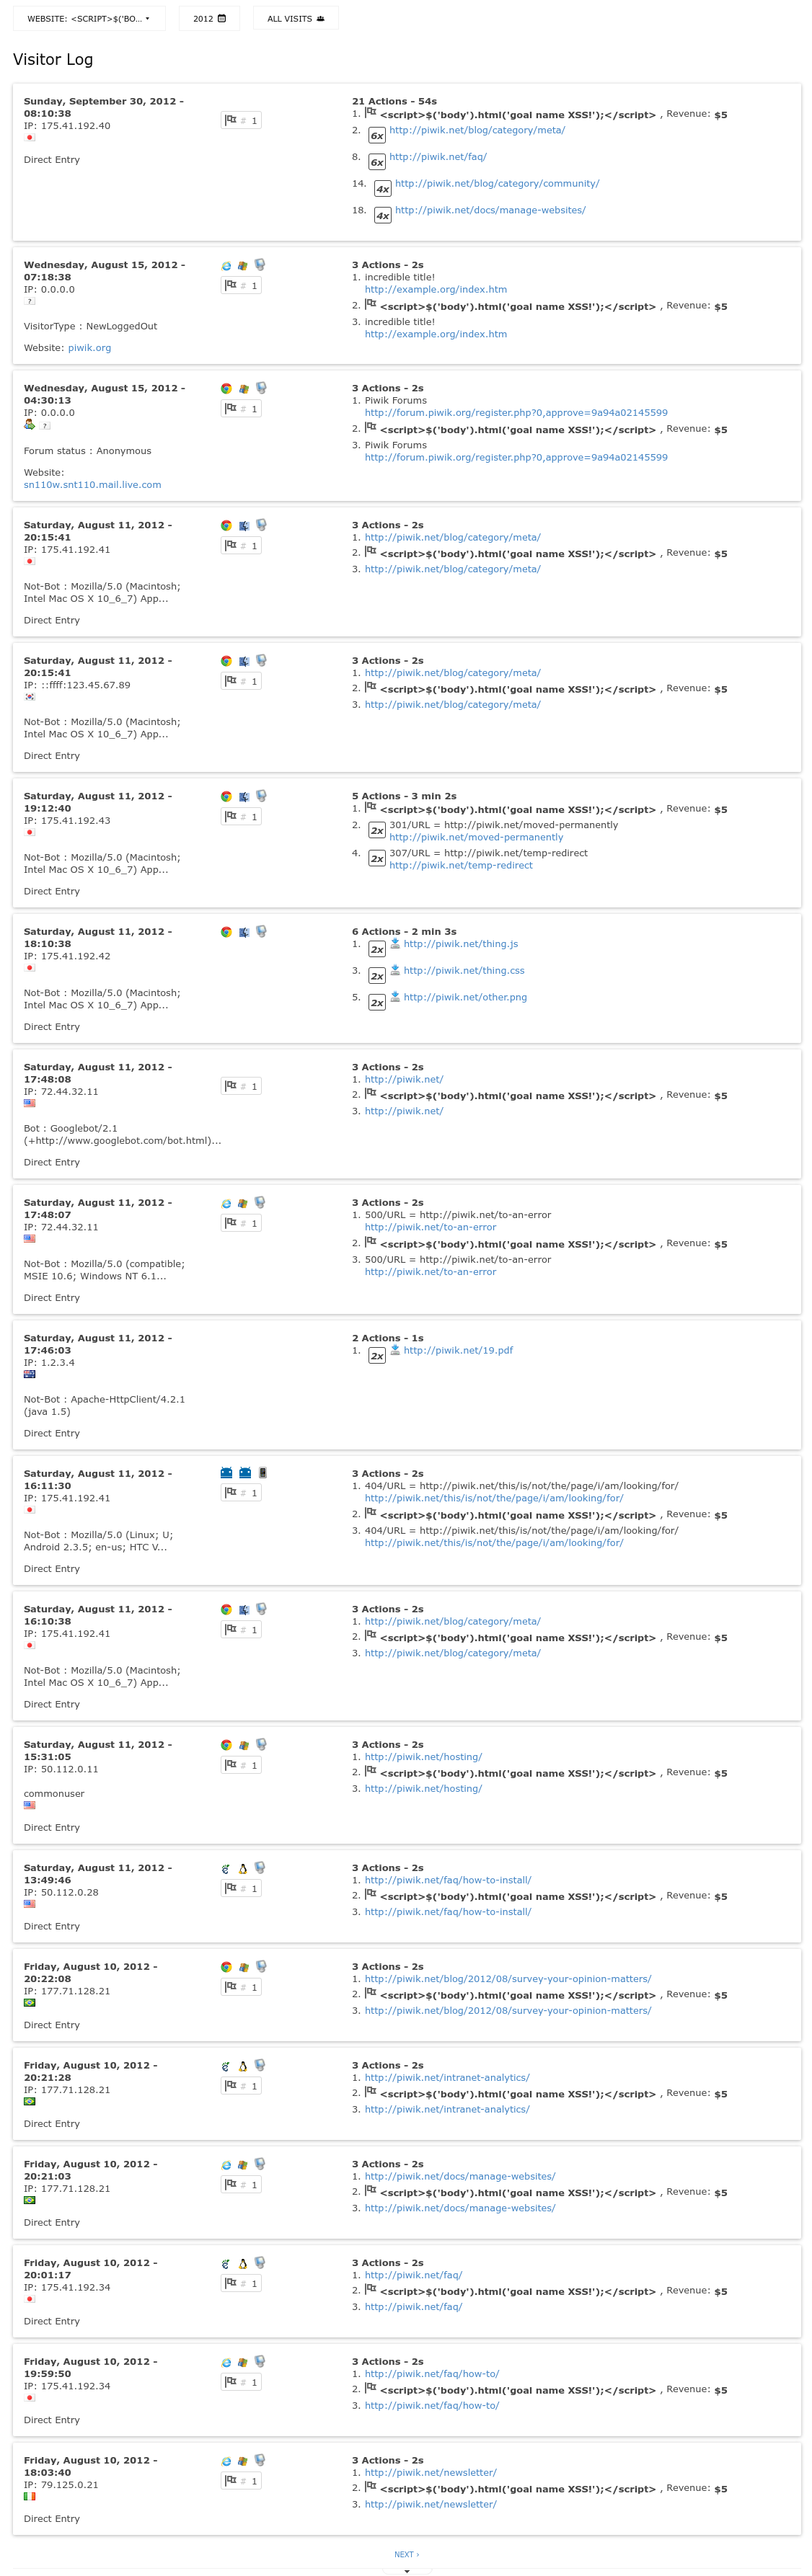 WEBSITE: <SCRIPT>$('BO...
2012
ALL VISITS
Visitor Log
Sunday, September 30, 2012 -
08:10:38
IP: 175.41.192.40
Direct Entry
# 1
21 Actions - 54s
1. <script>$('body').html('goal name XSS!');</script> , Revenue: $5
2. 6x http://piwik.net/blog/category/meta/
8. 6x http://piwik.net/faq/
14. 4x http://piwik.net/blog/category/community/
18. 4x http://piwik.net/docs/manage-websites/
Wednesday, August 15, 2012 -
07:18:38
IP: 0.0.0.0
?
VisitorType : NewLoggedOut
Website: piwik.org
# 1
3 Actions - 2s
1. incredible title!
http://example.org/index.htm
2. <script>$('body').html('goal name XSS!');</script> , Revenue: $5
3. incredible title!
http://example.org/index.htm
Wednesday, August 15, 2012 -
04:30:13
IP: 0.0.0.0
?
Forum status : Anonymous
Website:
sn110w.snt110.mail.live.com
# 1
3 Actions - 2s
1. Piwik Forums
http://forum.piwik.org/register.php?0,approve=9a94a02145599
2. <script>$('body').html('goal name XSS!');</script> , Revenue: $5
3. Piwik Forums
http://forum.piwik.org/register.php?0,approve=9a94a02145599
Saturday, August 11, 2012 -
20:15:41
IP: 175.41.192.41
Not-Bot : Mozilla/5.0 (Macintosh;
Intel Mac OS X 10_6_7) App...
Direct Entry
# 1
3 Actions - 2s
1. http://piwik.net/blog/category/meta/
2. <script>$('body').html('goal name XSS!');</script> , Revenue: $5
3. http://piwik.net/blog/category/meta/
Saturday, August 11, 2012 -
20:15:41
IP: ::ffff:123.45.67.89
Not-Bot : Mozilla/5.0 (Macintosh;
Intel Mac OS X 10_6_7) App...
Direct Entry
# 1
3 Actions - 2s
1. http://piwik.net/blog/category/meta/
2. <script>$('body').html('goal name XSS!');</script> , Revenue: $5
3. http://piwik.net/blog/category/meta/
Saturday, August 11, 2012 -
19:12:40
IP: 175.41.192.43
Not-Bot : Mozilla/5.0 (Macintosh;
Intel Mac OS X 10_6_7) App...
Direct Entry
# 1
5 Actions - 3 min 2s
1. <script>$('body').html('goal name XSS!');</script> , Revenue: $5
2. 2x 301/URL = http://piwik.net/moved-permanently
http://piwik.net/moved-permanently
4. 2x 307/URL = http://piwik.net/temp-redirect
http://piwik.net/temp-redirect
Saturday, August 11, 2012 -
18:10:38
IP: 175.41.192.42
Not-Bot : Mozilla/5.0 (Macintosh;
Intel Mac OS X 10_6_7) App...
Direct Entry
6 Actions - 2 min 3s
1. 2x http://piwik.net/thing.js
3. 2x http://piwik.net/thing.css
5. 2x http://piwik.net/other.png
Saturday, August 11, 2012 -
17:48:08
IP: 72.44.32.11
Bot : Googlebot/2.1
(+http://www.googlebot.com/bot.html)...
Direct Entry
# 1
3 Actions - 2s
1. http://piwik.net/
2. <script>$('body').html('goal name XSS!');</script> , Revenue: $5
3. http://piwik.net/
Saturday, August 11, 2012 -
17:48:07
IP: 72.44.32.11
Not-Bot : Mozilla/5.0 (compatible;
MSIE 10.6; Windows NT 6.1...
Direct Entry
# 1
3 Actions - 2s
1. 500/URL = http://piwik.net/to-an-error
http://piwik.net/to-an-error
2. <script>$('body').html('goal name XSS!');</script> , Revenue: $5
3. 500/URL = http://piwik.net/to-an-error
http://piwik.net/to-an-error
Saturday, August 11, 2012 -
17:46:03
IP: 1.2.3.4
Not-Bot : Apache-HttpClient/4.2.1
(java 1.5)
Direct Entry
2 Actions - 1s
1. 2x http://piwik.net/19.pdf
Saturday, August 11, 2012 -
16:11:30
IP: 175.41.192.41
Not-Bot : Mozilla/5.0 (Linux; U;
Android 2.3.5; en-us; HTC V...
Direct Entry
# 1
3 Actions - 2s
1. 404/URL = http://piwik.net/this/is/not/the/page/i/am/looking/for/
http://piwik.net/this/is/not/the/page/i/am/looking/for/
2. <script>$('body').html('goal name XSS!');</script> , Revenue: $5
3. 404/URL = http://piwik.net/this/is/not/the/page/i/am/looking/for/
http://piwik.net/this/is/not/the/page/i/am/looking/for/
Saturday, August 11, 2012 -
16:10:38
IP: 175.41.192.41
Not-Bot : Mozilla/5.0 (Macintosh;
Intel Mac OS X 10_6_7) App...
Direct Entry
# 1
3 Actions - 2s
1. http://piwik.net/blog/category/meta/
2. <script>$('body').html('goal name XSS!');</script> , Revenue: $5
3. http://piwik.net/blog/category/meta/
Saturday, August 11, 2012 -
15:31:05
IP: 50.112.0.11
commonuser
Direct Entry
# 1
3 Actions - 2s
1. http://piwik.net/hosting/
2. <script>$('body').html('goal name XSS!');</script> , Revenue: $5
3. http://piwik.net/hosting/
Saturday, August 11, 2012 -
13:49:46
IP: 50.112.0.28
Direct Entry
# 1
3 Actions - 2s
1. http://piwik.net/faq/how-to-install/
2. <script>$('body').html('goal name XSS!');</script> , Revenue: $5
3. http://piwik.net/faq/how-to-install/
Friday, August 10, 2012 -
20:22:08
IP: 177.71.128.21
Direct Entry
# 1
3 Actions - 2s
1. http://piwik.net/blog/2012/08/survey-your-opinion-matters/
2. <script>$('body').html('goal name XSS!');</script> , Revenue: $5
3. http://piwik.net/blog/2012/08/survey-your-opinion-matters/
Friday, August 10, 2012 -
20:21:28
IP: 177.71.128.21
Direct Entry
# 1
3 Actions - 2s
1. http://piwik.net/intranet-analytics/
2. <script>$('body').html('goal name XSS!');</script> , Revenue: $5
3. http://piwik.net/intranet-analytics/
Friday, August 10, 2012 -
20:21:03
IP: 177.71.128.21
Direct Entry
# 1
3 Actions - 2s
1. http://piwik.net/docs/manage-websites/
2. <script>$('body').html('goal name XSS!');</script> , Revenue: $5
3. http://piwik.net/docs/manage-websites/
Friday, August 10, 2012 -
20:01:17
IP: 175.41.192.34
Direct Entry
# 1
3 Actions - 2s
1. http://piwik.net/faq/
2. <script>$('body').html('goal name XSS!');</script> , Revenue: $5
3. http://piwik.net/faq/
Friday, August 10, 2012 -
19:59:50
IP: 175.41.192.34
Direct Entry
# 1
3 Actions - 2s
1. http://piwik.net/faq/how-to/
2. <script>$('body').html('goal name XSS!');</script> , Revenue: $5
3. http://piwik.net/faq/how-to/
Friday, August 10, 2012 -
18:03:40
IP: 79.125.0.21
Direct Entry
# 1
3 Actions - 2s
1. http://piwik.net/newsletter/
2. <script>$('body').html('goal name XSS!');</script> , Revenue: $5
3. http://piwik.net/newsletter/
NEXT ›